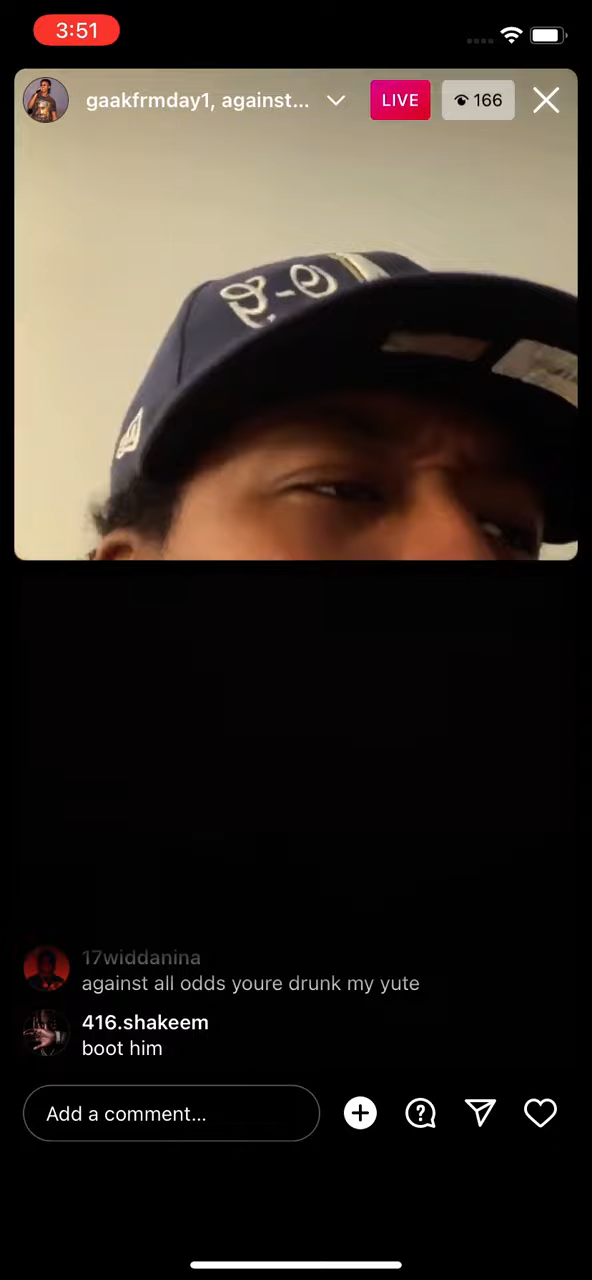 3:51
gaakfrmday1, against...
LIVE
166
17widdanina
against all odds youre drunk my yute
416.shakeem
boot him
Add a comment...